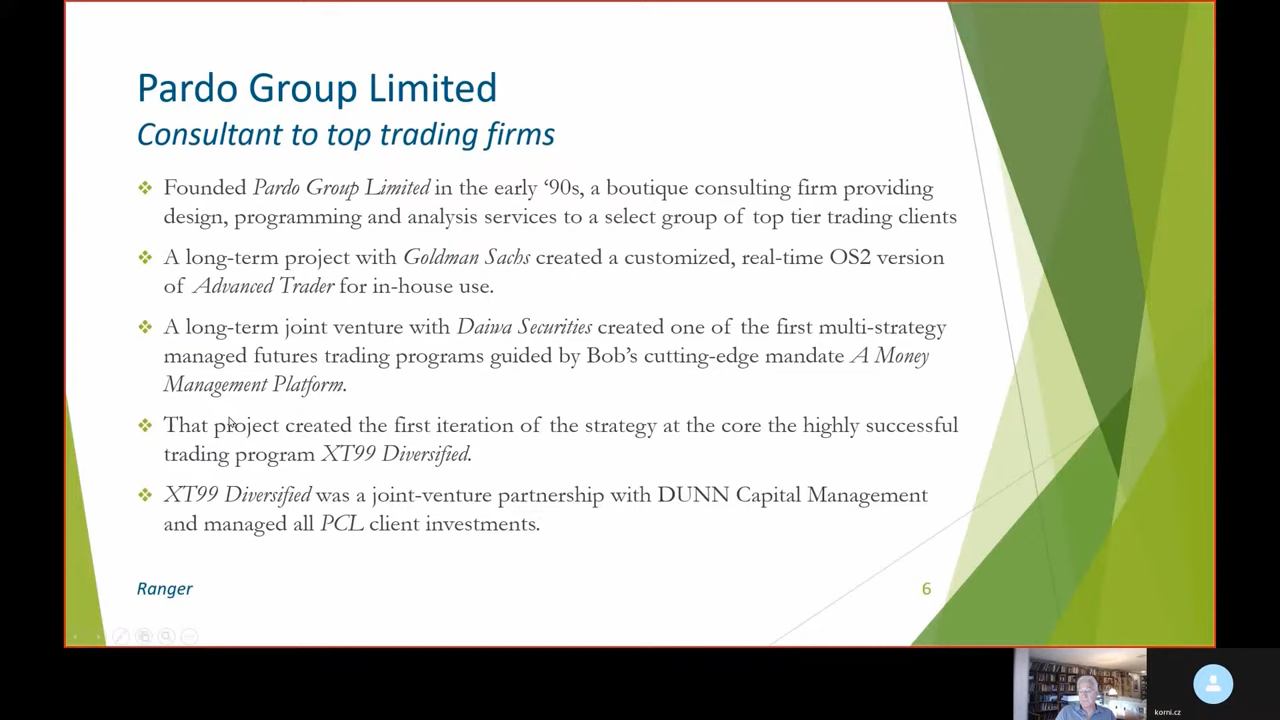 Pardo Group Limited
Consultant to top trading firms
❖ Founded Pardo Group Limited in the early ‘90s, a boutique consulting firm providing
design, programming and analysis services to a select group of top tier trading clients
❖ A long-term project with Goldman Sachs created a customized, real-time OS2 version
of Advanced Trader for in-house use.
❖ A long-term joint venture with Daiwa Securities created one of the first multi-strategy
managed futures trading programs guided by Bob’s cutting-edge mandate A Money
Management Platform.
❖ That project created the first iteration of the strategy at the core the highly successful
trading program XT99 Diversified.
❖ XT99 Diversified was a joint-venture partnership with DUNN Capital Management
and managed all PCL client investments.
Ranger
6
korni.cz